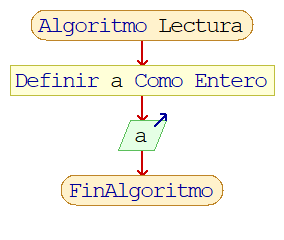 Algoritmo Lectura
Definir a Como Entero
a
FinAlgoritmo